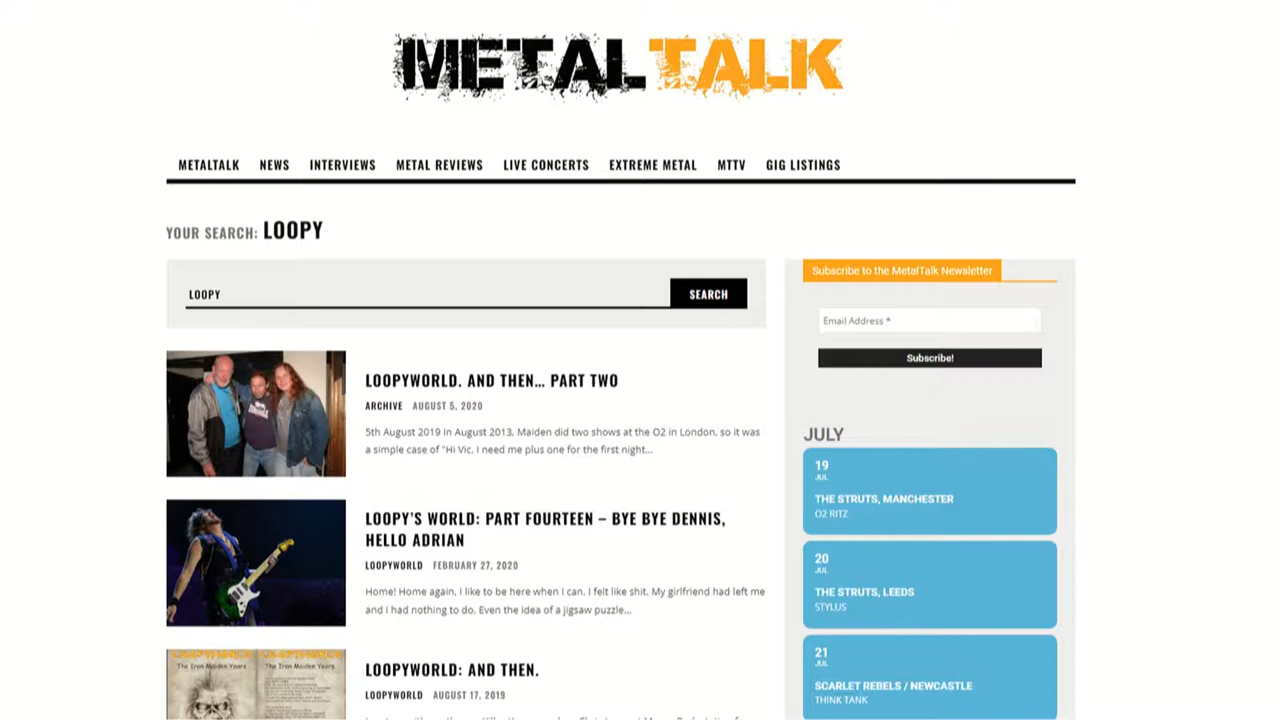 METALTALK
METALTALK NEWS INTERVIEWS METAL REVIEWS LIVE CONCERTS EXTREME METAL MTTV GIG LISTINGS
YOUR SEARCH: LOOPY
LOOPY SEARCH
LOOPYWORLD. AND THEN... PART TWO
ARCHIVE AUGUST 5, 2020
5th August 2019 In August 2013, Maiden did two shows at the O2 in London, so it was
a simple case of "Hi Vic. I need me plus one for the first night...
LOOPY'S WORLD: PART FOURTEEN – BYE BYE DENNIS,
HELLO ADRIAN
LOOPYWORLD FEBRUARY 27, 2020
Home! Home again, I like to be here when I can. I felt like shit. My girlfriend had left me
and I had nothing to do. Even the idea of a jigsaw puzzle...
The Iron Maiden Years The Iron Maiden Years
LOOPYWORLD: AND THEN.
LOOPYWORLD AUGUST 17, 2019
Subscribe to the MetalTalk Newsletter
Email Address *
Subscribe!
JULY
19
JUL
THE STRUTS, MANCHESTER
O2 RITZ
20
JUL
THE STRUTS, LEEDS
STYLUS
21
JUL
SCARLET REBELS / NEWCASTLE
THINK TANK